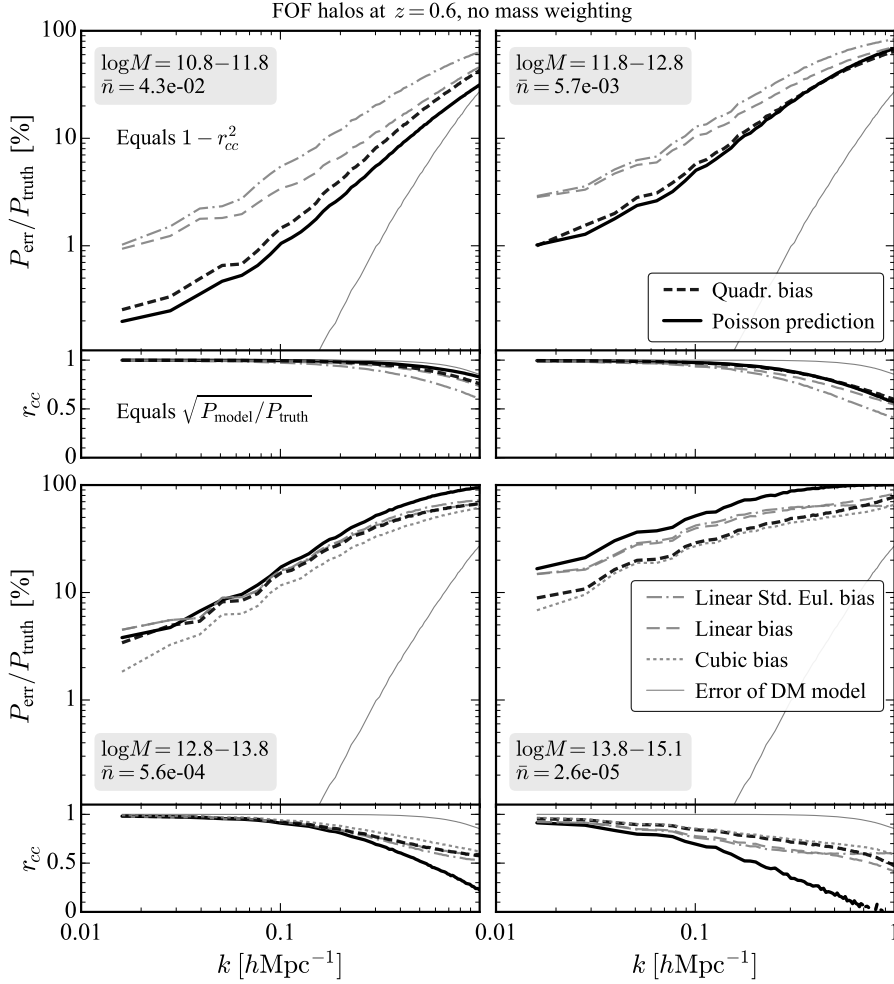 FOF halos at z = 0.6, no mass weighting
100
10
1
P_err/P_truth [%]
logM = 10.8−11.8
n̄ = 4.3e-02
Equals 1 − r_cc^2
logM = 11.8−12.8
n̄ = 5.7e-03
Quadr. bias
Poisson prediction
1
0.5
0
r_cc
Equals √P_model/P_truth
100
10
1
P_err/P_truth [%]
logM = 12.8−13.8
n̄ = 5.6e-04
Linear Std. Eul. bias
Linear bias
Cubic bias
Error of DM model
logM = 13.8−15.1
n̄ = 2.6e-05
1
0.5
0
r_cc
0.01 0.1 0.01 0.1 1
k [hMpc⁻¹] k [hMpc⁻¹]